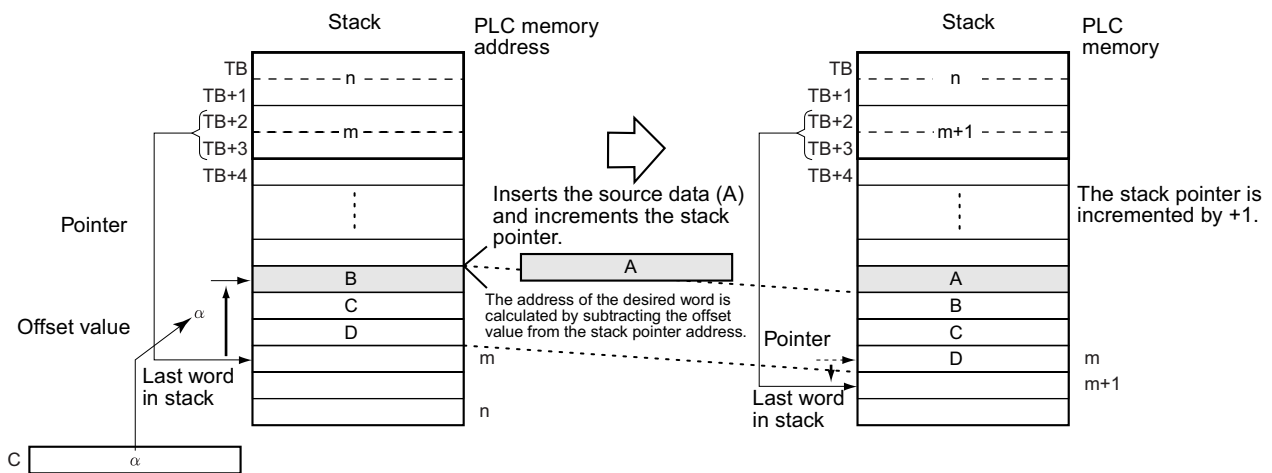 Stack
PLC memory
address
TB
n
TB+1
TB+2
m
TB+3
TB+4
Pointer
B
C
D
Offset value
α
Last word
in stack
m
n
C
α
Inserts the source data (A)
and increments the stack
pointer.
A
The address of the desired word is
calculated by subtracting the offset
value from the stack pointer address.
Stack
PLC
memory
TB
n
TB+1
TB+2
m+1
TB+3
TB+4
The stack pointer is
incremented by +1.
A
B
C
Pointer
D
m
m+1
Last word
in stack